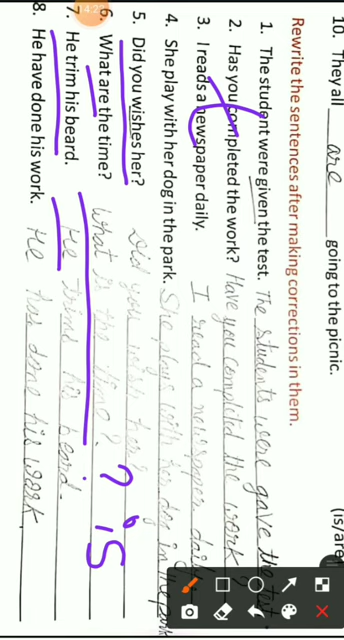 10. They all are going to the picnic. (is/are
Rewrite the sentences after making corrections in them.
1. The student were given the test. The students were gave the test.
2. Has you completed the work? Have you completed the work
3. I reads a newspaper daily. I read a newspaper daily
4. She play with her dog in the park. She plays with her dog in the park
5. Did you wishes her? Did you wish her?
6. What are the time? What is the time?
7. He trim his beard. He his beard.
8. He have done his work. He has done his work.
? is